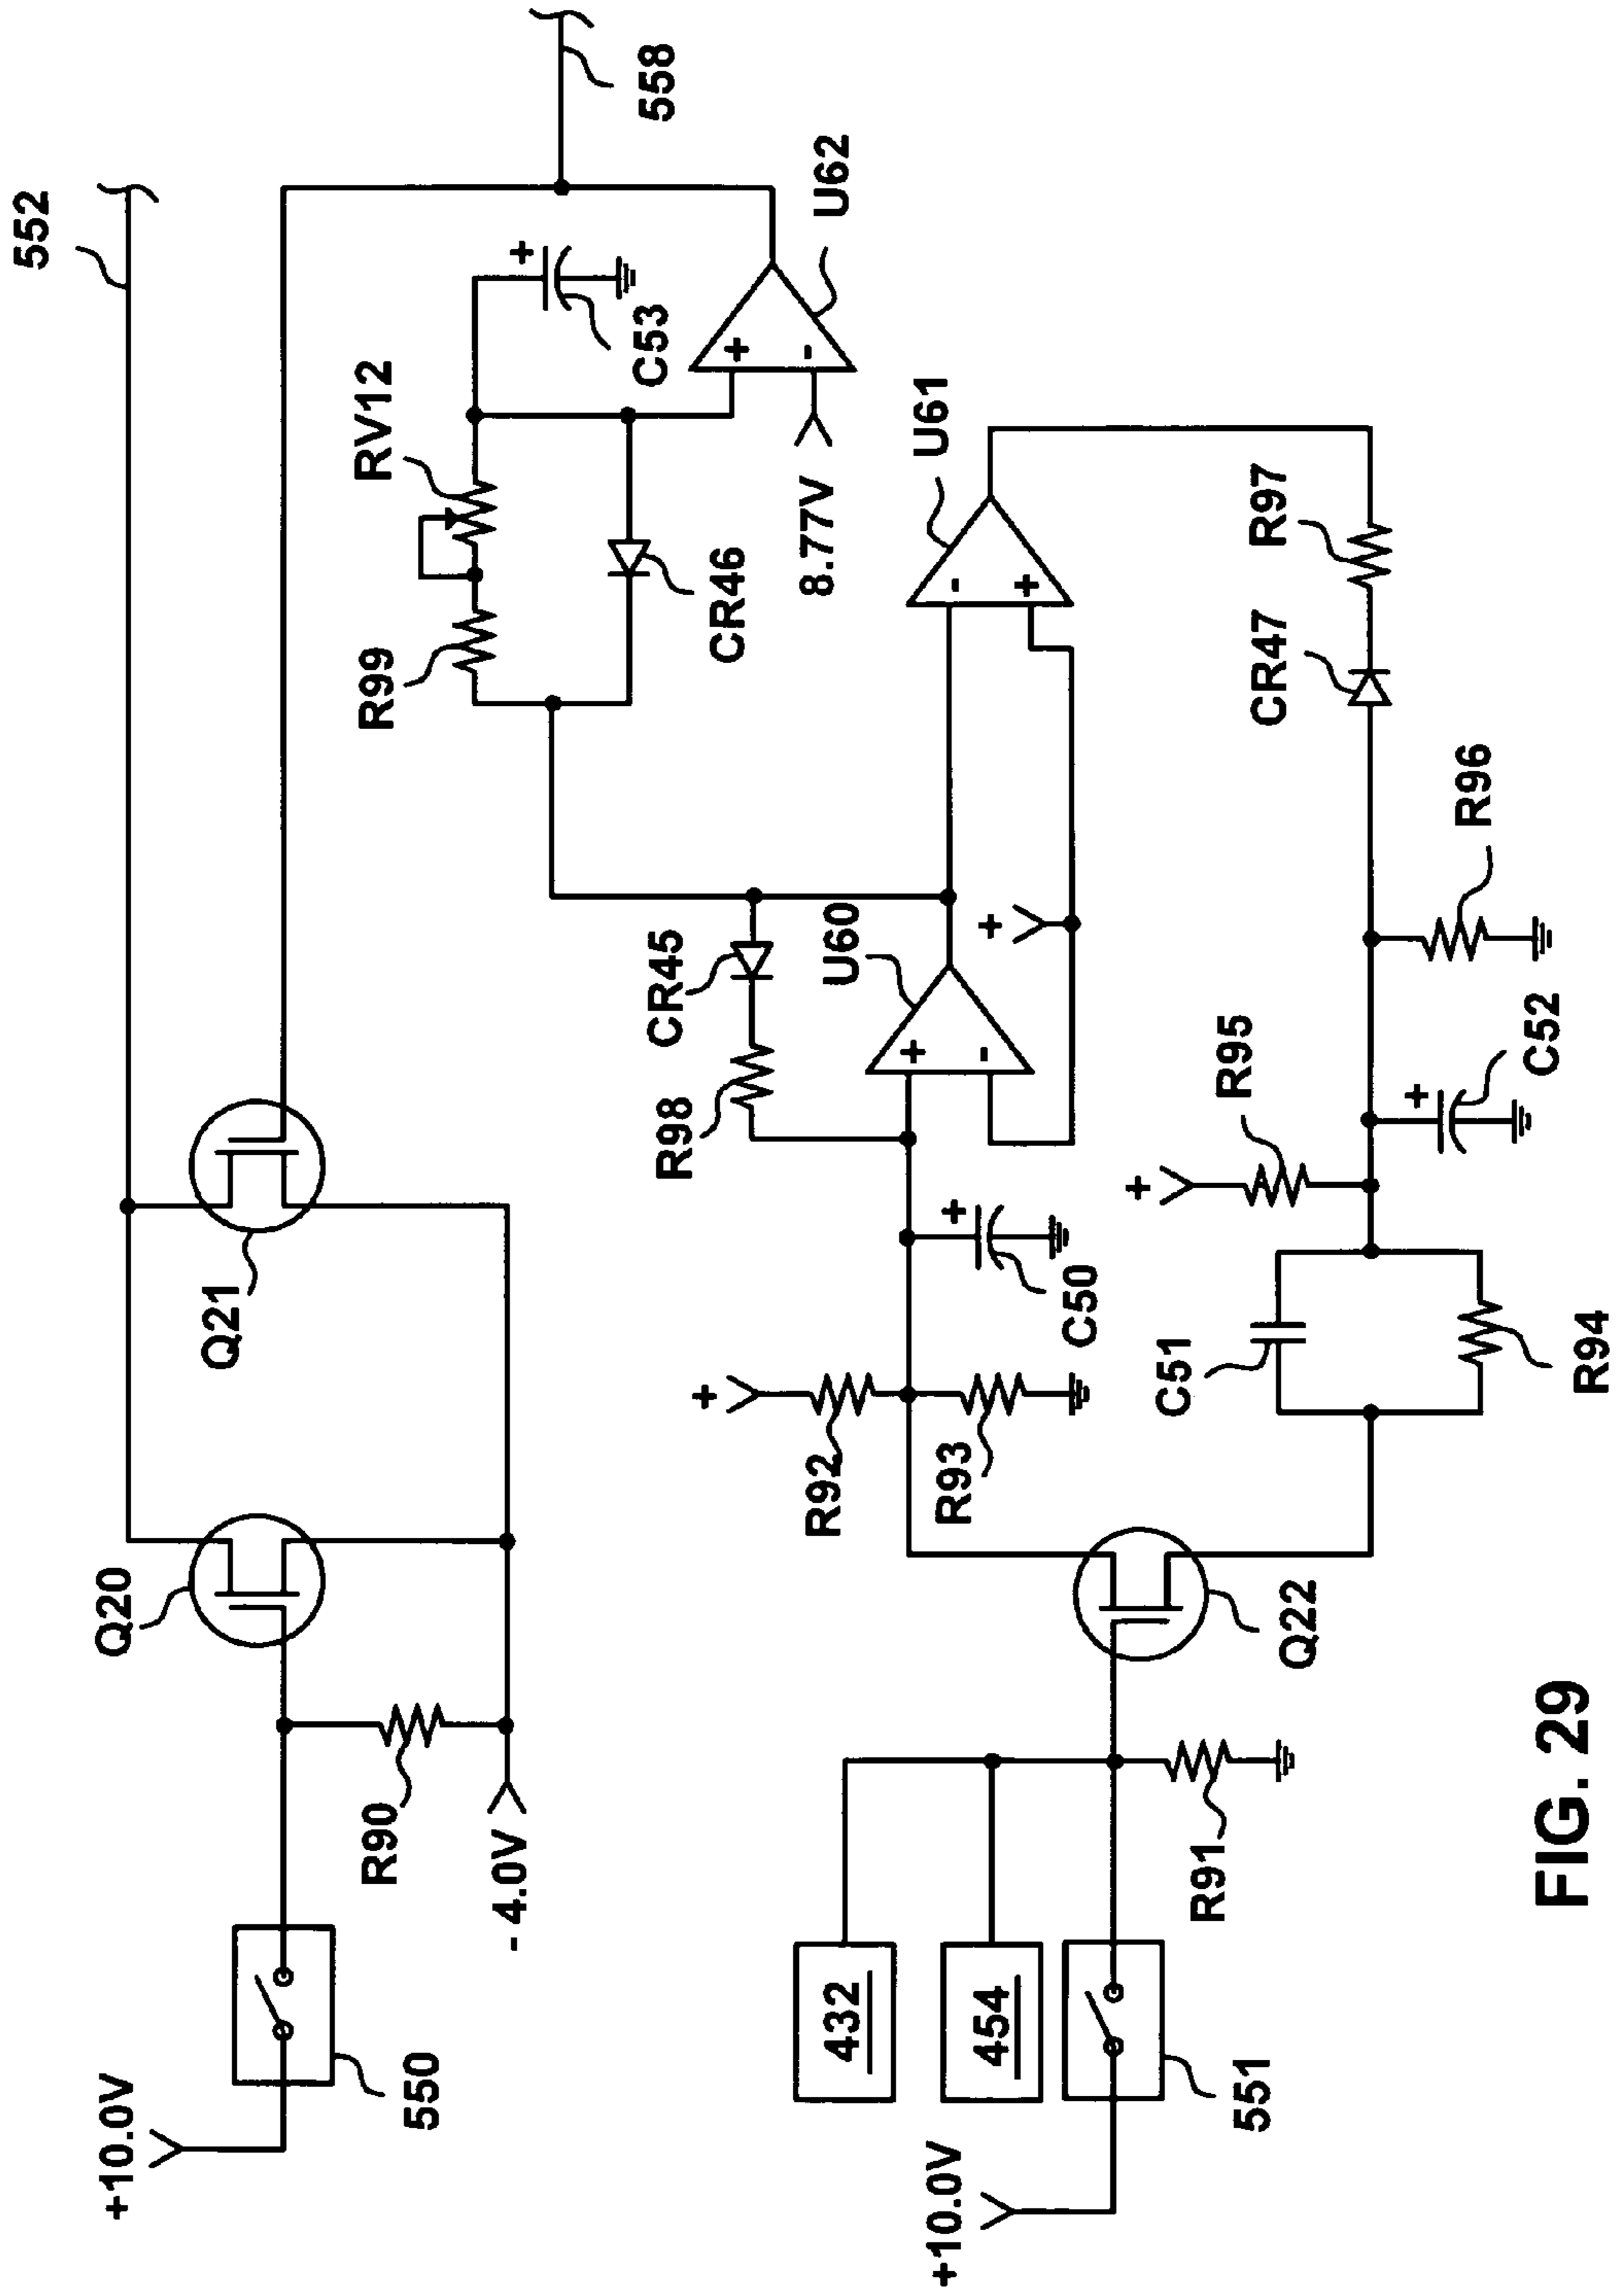 552
558
Q20
Q21
RV12
R99
C53
+
+
-
U62
CR46
8.77V
+10.0V
550
R90
- 4.0V
CR45
R98
U60
U61
+
-
-
+
+
+
R92
R93
+
C50
432
454
+10.0V
551
R91
Q22
C51
R94
+
R95
+
C52
R96
CR47
R97
FIG. 29